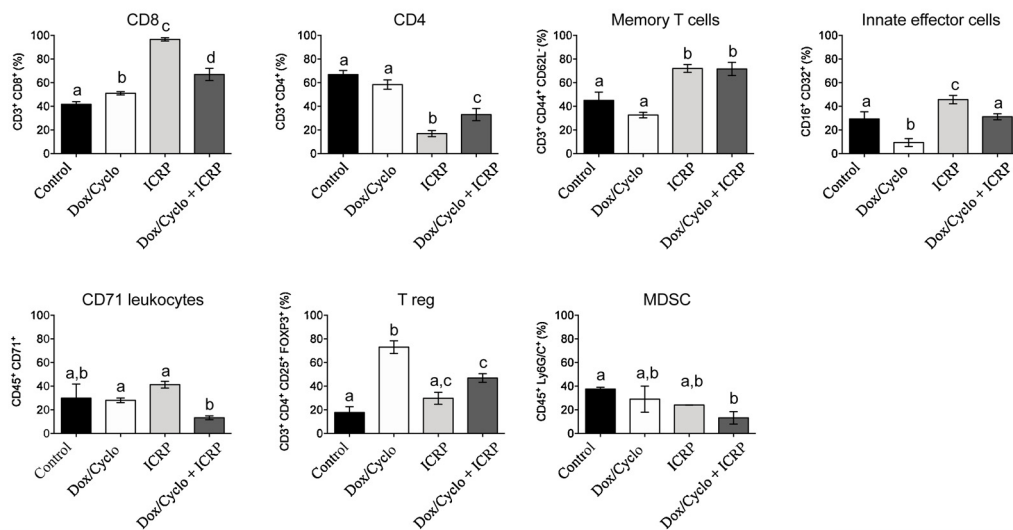 CD8
CD3⁺ CD8⁺ (%)
100
80
60
40
20
0
a
b
c
d
Control
Dox/Cyclo
ICRP
Dox/Cyclo + ICRP
CD4
CD3⁺ CD4⁺ (%)
100
80
60
40
20
0
a
a
b
c
Control
Dox/Cyclo
ICRP
Dox/Cyclo + ICRP
Memory T cells
CD3⁺ CD44⁺ CD62L⁻ (%)
100
80
60
40
20
0
a
a
b
b
Control
Dox/Cyclo
ICRP
Dox/Cyclo + ICRP
Innate effector cells
CD16⁺ CD32⁺ (%)
100
80
60
40
20
0
a
b
c
a
Control
Dox/Cyclo
ICRP
Dox/Cyclo + ICRP
CD71 leukocytes
CD45⁺ CD71⁺
100
80
60
40
20
0
a,b
a
a
b
Control
Dox/Cyclo
ICRP
Dox/Cyclo + ICRP
T reg
CD3⁺ CD4⁺ CD25⁺ FOXP3⁺ (%)
100
80
60
40
20
0
a
b
a,c
c
Control
Dox/Cyclo
ICRP
Dox/Cyclo + ICRP
MDSC
CD45⁺ Ly6G/C⁺ (%)
100
80
60
40
20
0
a
a,b
a,b
b
Control
Dox/Cyclo
ICRP
Dox/Cyclo + ICRP